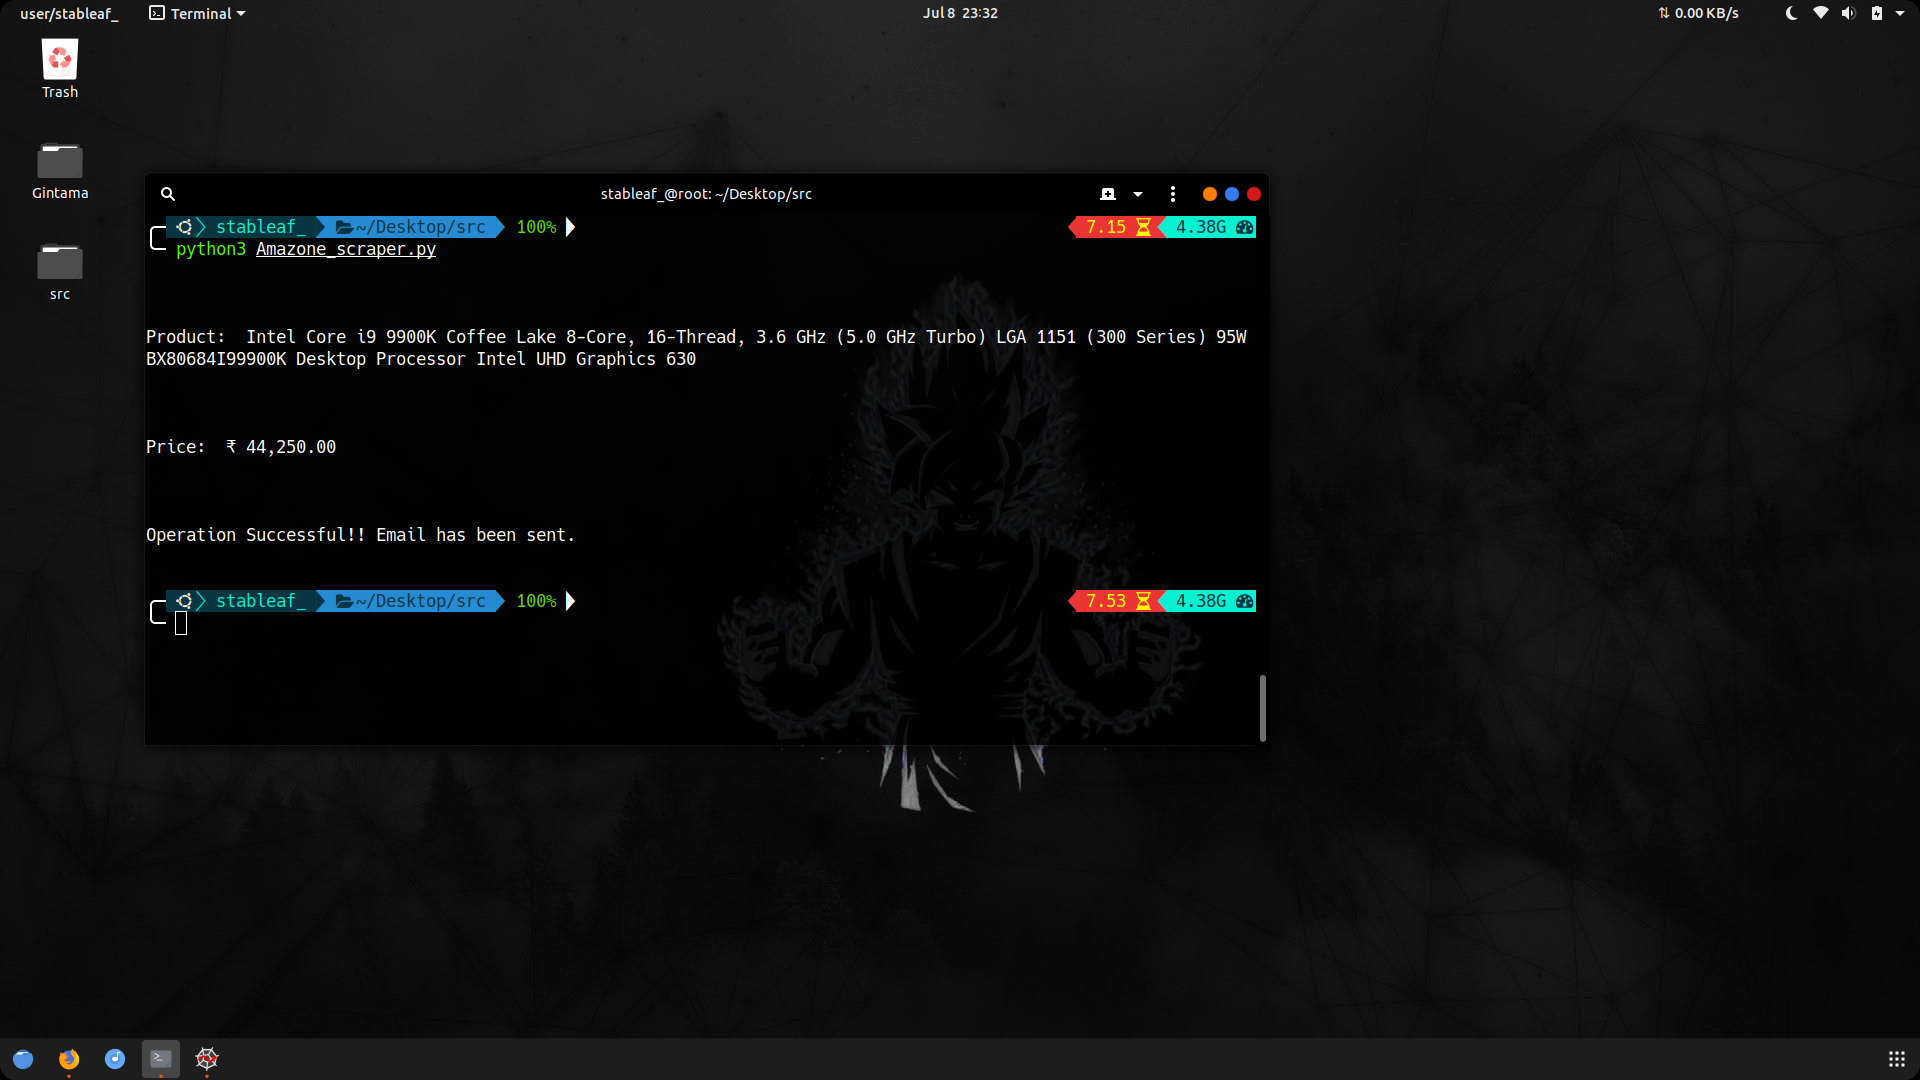 user/stableaf_ Terminal Jul 8 23:32 0.00 KB/s
Trash
Gintama
src
stableaf_@root: ~/Desktop/src
stableaf_ ~/Desktop/src 100% 7.15 4.38G
python3 Amazone_scraper.py
Product:  Intel Core i9 9900K Coffee Lake 8-Core, 16-Thread, 3.6 GHz (5.0 GHz Turbo) LGA 1151 (300 Series) 95W
BX80684I99900K Desktop Processor Intel UHD Graphics 630
Price:  ₹ 44,250.00
Operation Successful!! Email has been sent.
stableaf_ ~/Desktop/src 100% 7.53 4.38G